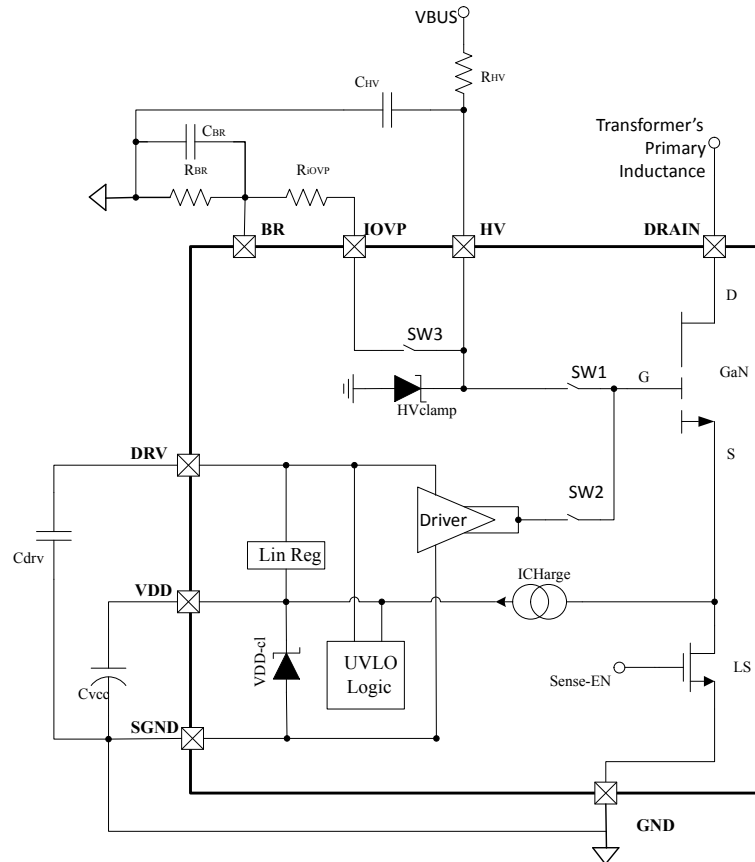 VBUS
RHV
CHV
CBR
RBR
RiOVP
Transformer's
Primary
Inductance
BR
IOVP
HV
DRAIN
D
SW3
SW1
G
GaN
HVclamp
S
DRV
SW2
Driver
Cdrv
Lin Reg
ICHarge
VDD
VDD-cl
UVLO
Logic
Sense-EN
LS
Cvcc
SGND
GND